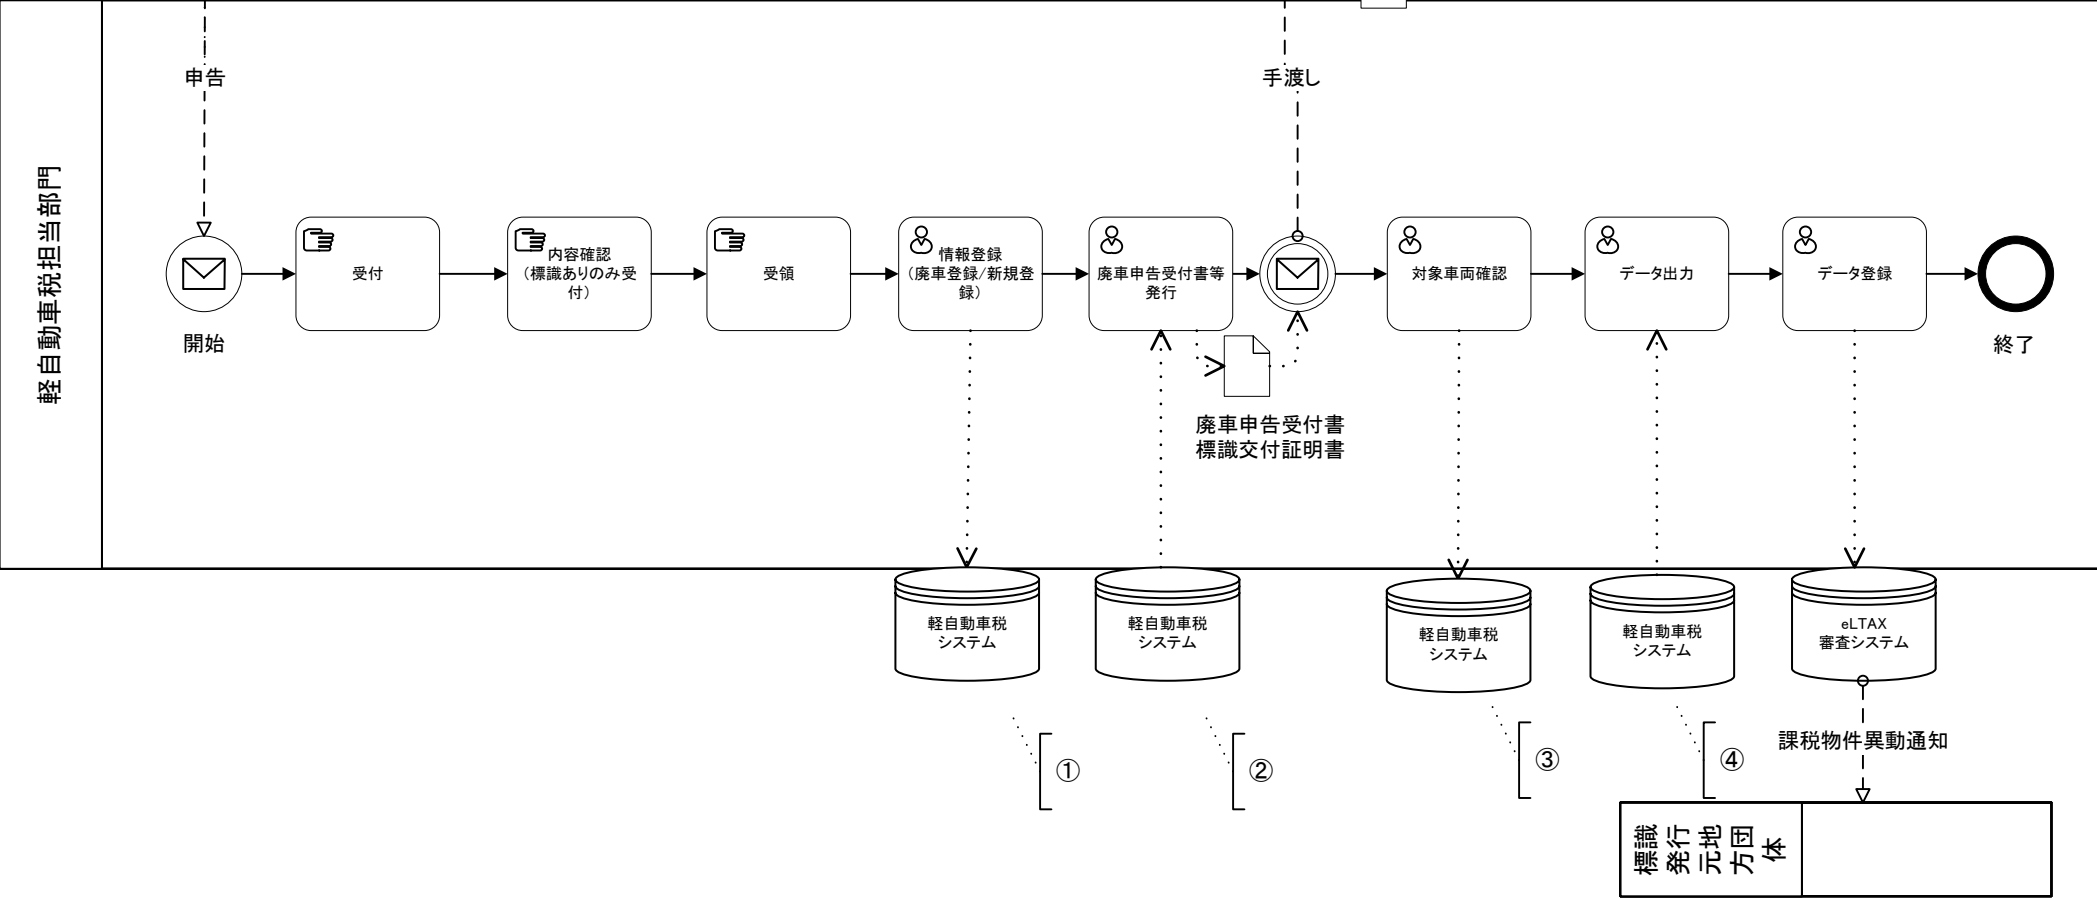 申告
手渡し
軽自動車税担当部門
開始
受付
内容確認
(標識ありのみ受
付)
受領
情報登録
(廃車登録/新規登
録)
廃車申告受付書等
発行
対象車両確認
データ出力
データ登録
終了
廃車申告受付書
標識交付証明書
軽自動車税
システム
軽自動車税
システム
軽自動車税
システム
軽自動車税
システム
eLTAX
審査システム
①
②
③
④
課税物件異動通知
標識
発行
元地
方団
体